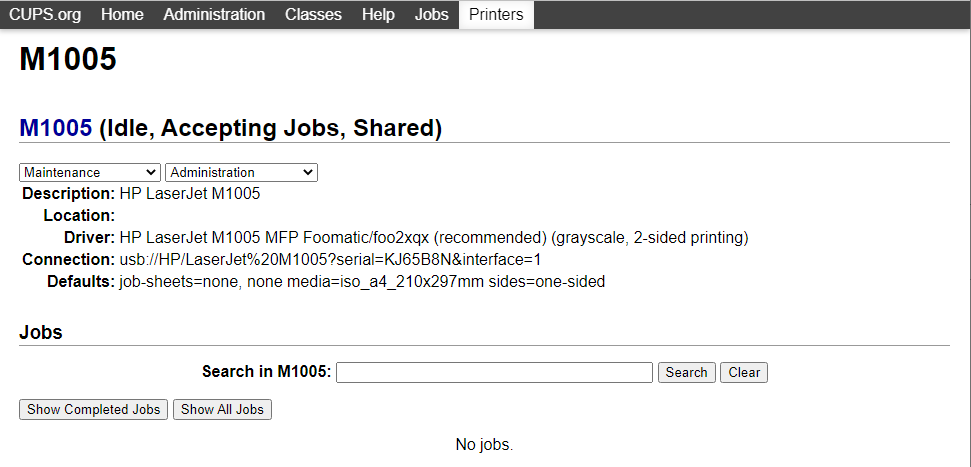 CUPS.org Home Administration Classes Help Jobs Printers
M1005
M1005 (Idle, Accepting Jobs, Shared)
Maintenance Administration
Description: HP LaserJet M1005
Location:
Driver: HP LaserJet M1005 MFP Foomatic/foo2xqx (recommended) (grayscale, 2-sided printing)
Connection: usb://HP/LaserJet%20M1005?serial=KJ65B8N&interface=1
Defaults: job-sheets=none, none media=iso_a4_210x297mm sides=one-sided
Jobs
Search in M1005: Search Clear
Show Completed Jobs Show All Jobs
No jobs.